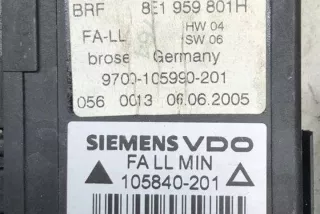 BRF 8E1 959 801H
FA-LL HW 04
SW 06
brose Germany
9700-105990-201
056 0013 06.06.2005
SIEMENS VDO
FA LL MIN
105840-201